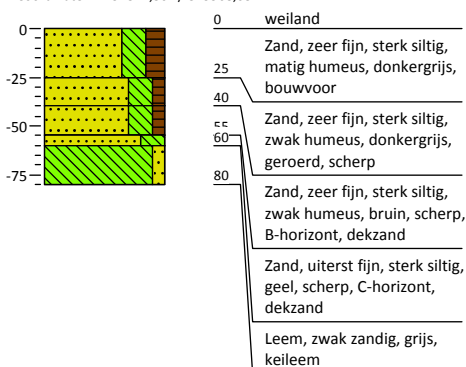 0
-25
-50
-75
0 weiland
Zand, zeer fijn, sterk siltig,
25 matig humeus, donkergrijs,
bouwvoor
40 Zand, zeer fijn, sterk siltig,
55 zwak humeus, donkergrijs,
60 geroerd, scherp
80 Zand, zeer fijn, sterk siltig,
zwak humeus, bruin, scherp,
B-horizont, dekzand
Zand, uiterst fijn, sterk siltig,
geel, scherp, C-horizont,
dekzand
Leem, zwak zandig, grijs,
keileem